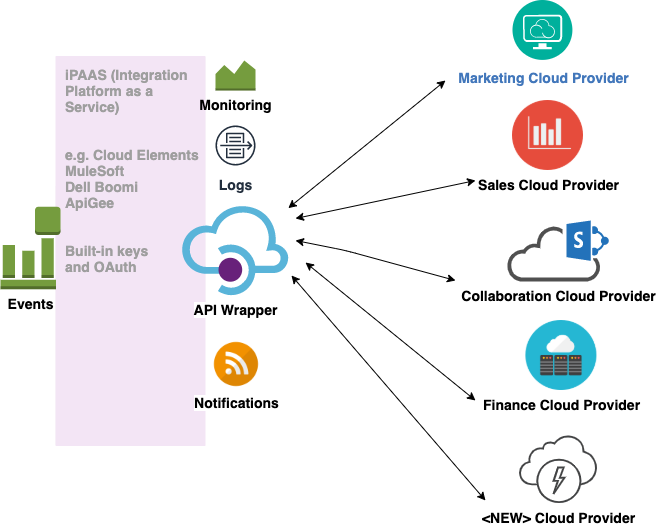 iPAAS (Integration
Platform as a
Service)
e.g. Cloud Elements
MuleSoft
Dell Boomi
ApiGee
Built-in keys
and OAuth
Events
Monitoring
Logs
API Wrapper
Notifications
Marketing Cloud Provider
Sales Cloud Provider
S
Collaboration Cloud Provider
Finance Cloud Provider
<NEW> Cloud Provider